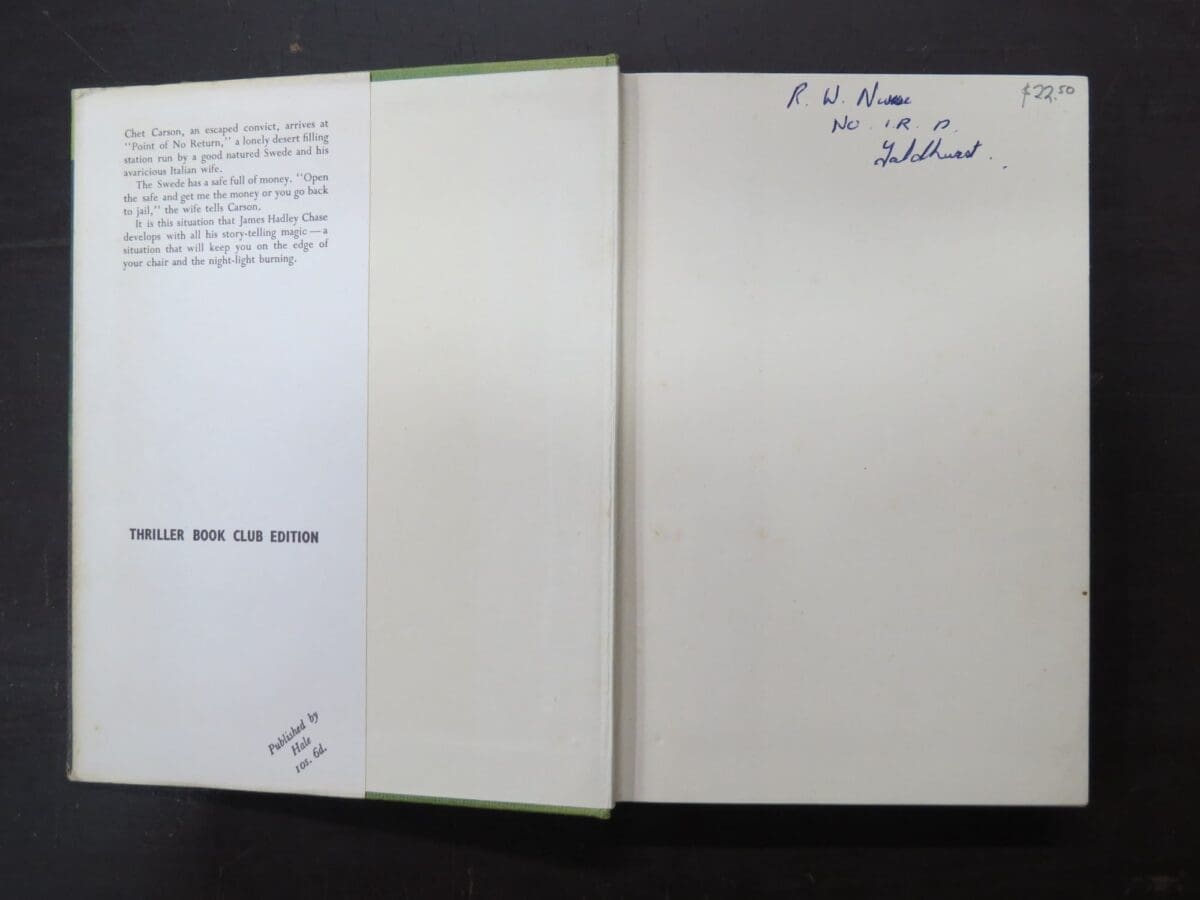 Chet Carson, an escaped convict, arrives at
"Point of No Return," a lonely desert filling
station run by a good natured Swede and his
avaricious Italian wife.
The Swede has a safe full of money. "Open
the safe and get me the money or you go back
to jail," the wife tells Carson.
It is this situation that James Hadley Chase
develops with all his story-telling magic — a
situation that will keep you on the edge of
your chair and the night-light burning.
THRILLER BOOK CLUB EDITION
Published by
Hale
10s. 6d.
R. W.
NO. 1. R. D.
Yaldhurst.
$22.50